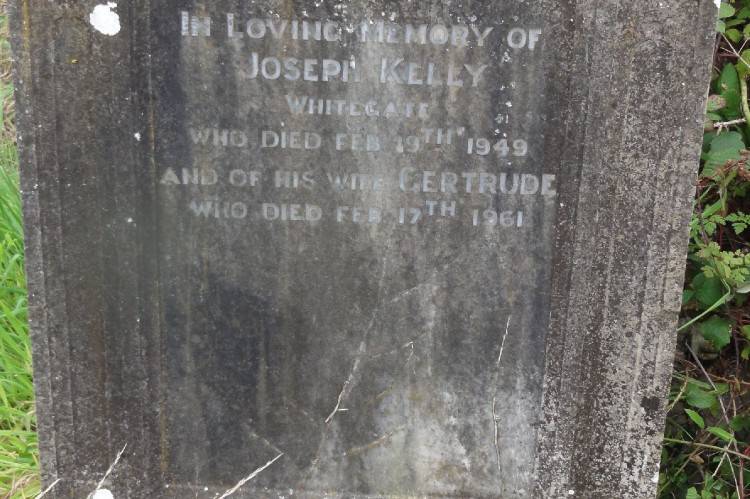 IN LOVING MEMORY OF
JOSEPH KELLY
WHITEGATE
WHO DIED FEB 19TH 1949
AND OF HIS WIFE GERTRUDE
WHO DIED FEB 17TH 1961